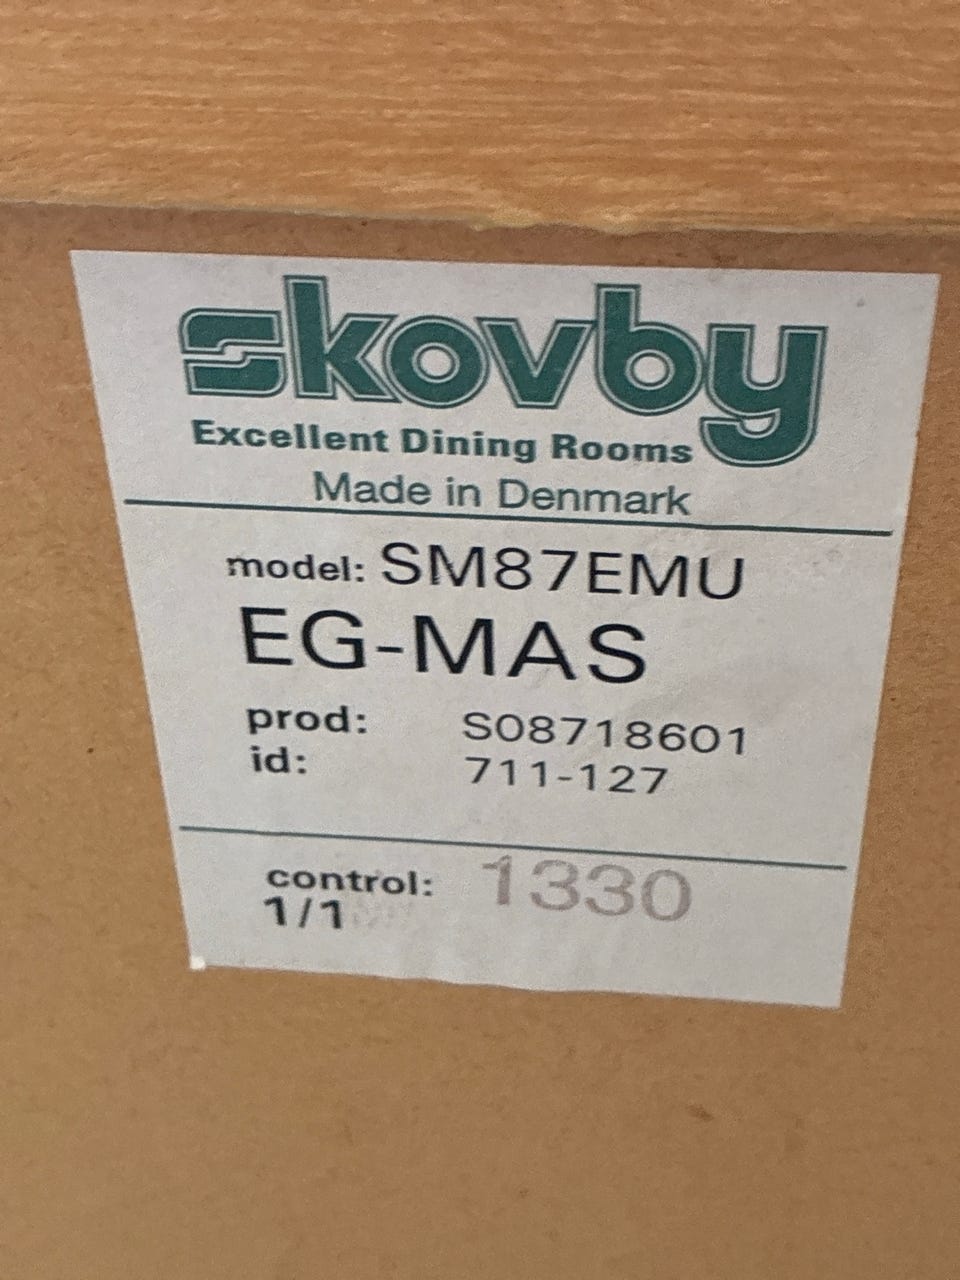 skovby
Excellent Dining Rooms
Made in Denmark
model: SM87EMU
EG-MAS
prod: S08718601
id: 711-127
control: 1330
1/1